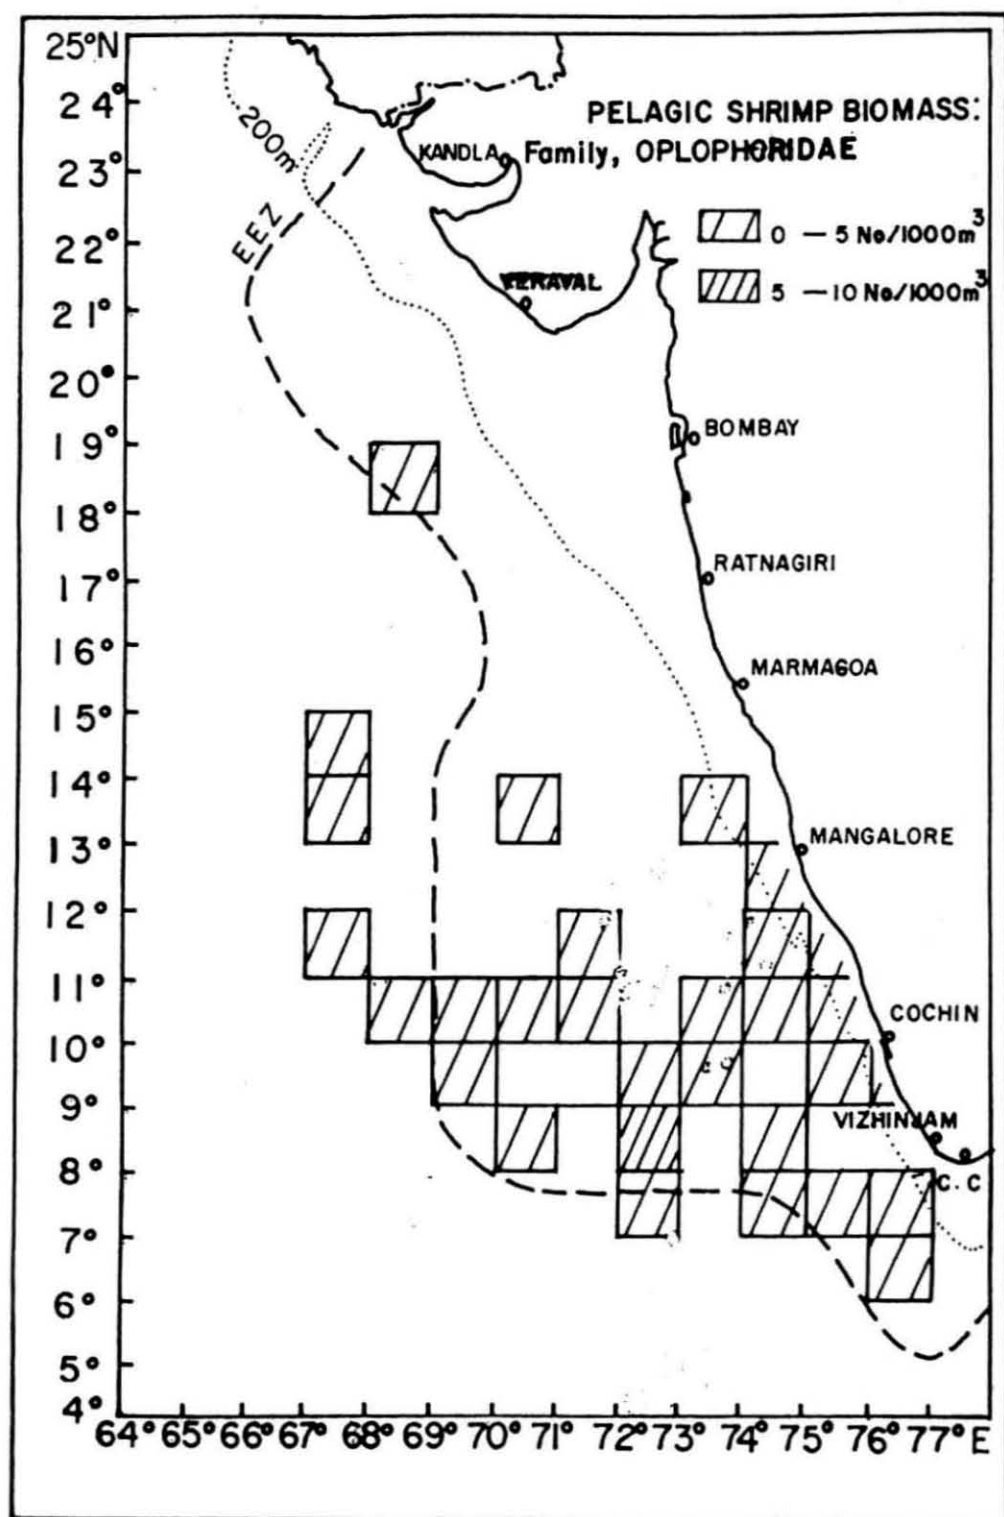 25°N
24°
23°
22°
21°
20°
19°
18°
17°
16°
15°
14°
13°
12°
11°
10°
9°
8°
7°
6°
5°
4°
64° 65° 66° 67° 68° 69° 70° 71° 72° 73° 74° 75° 76° 77° E
PELAGIC SHRIMP BIOMASS:
Family, OPLOPHORIDAE
0 — 5 No/1000m³
5 — 10 No/1000m³
200m
EEZ
KANDLA
VERAVAL
BOMBAY
RATNAGIRI
MARMAGOA
MANGALORE
COCHIN
VIZHINJAM
C.C